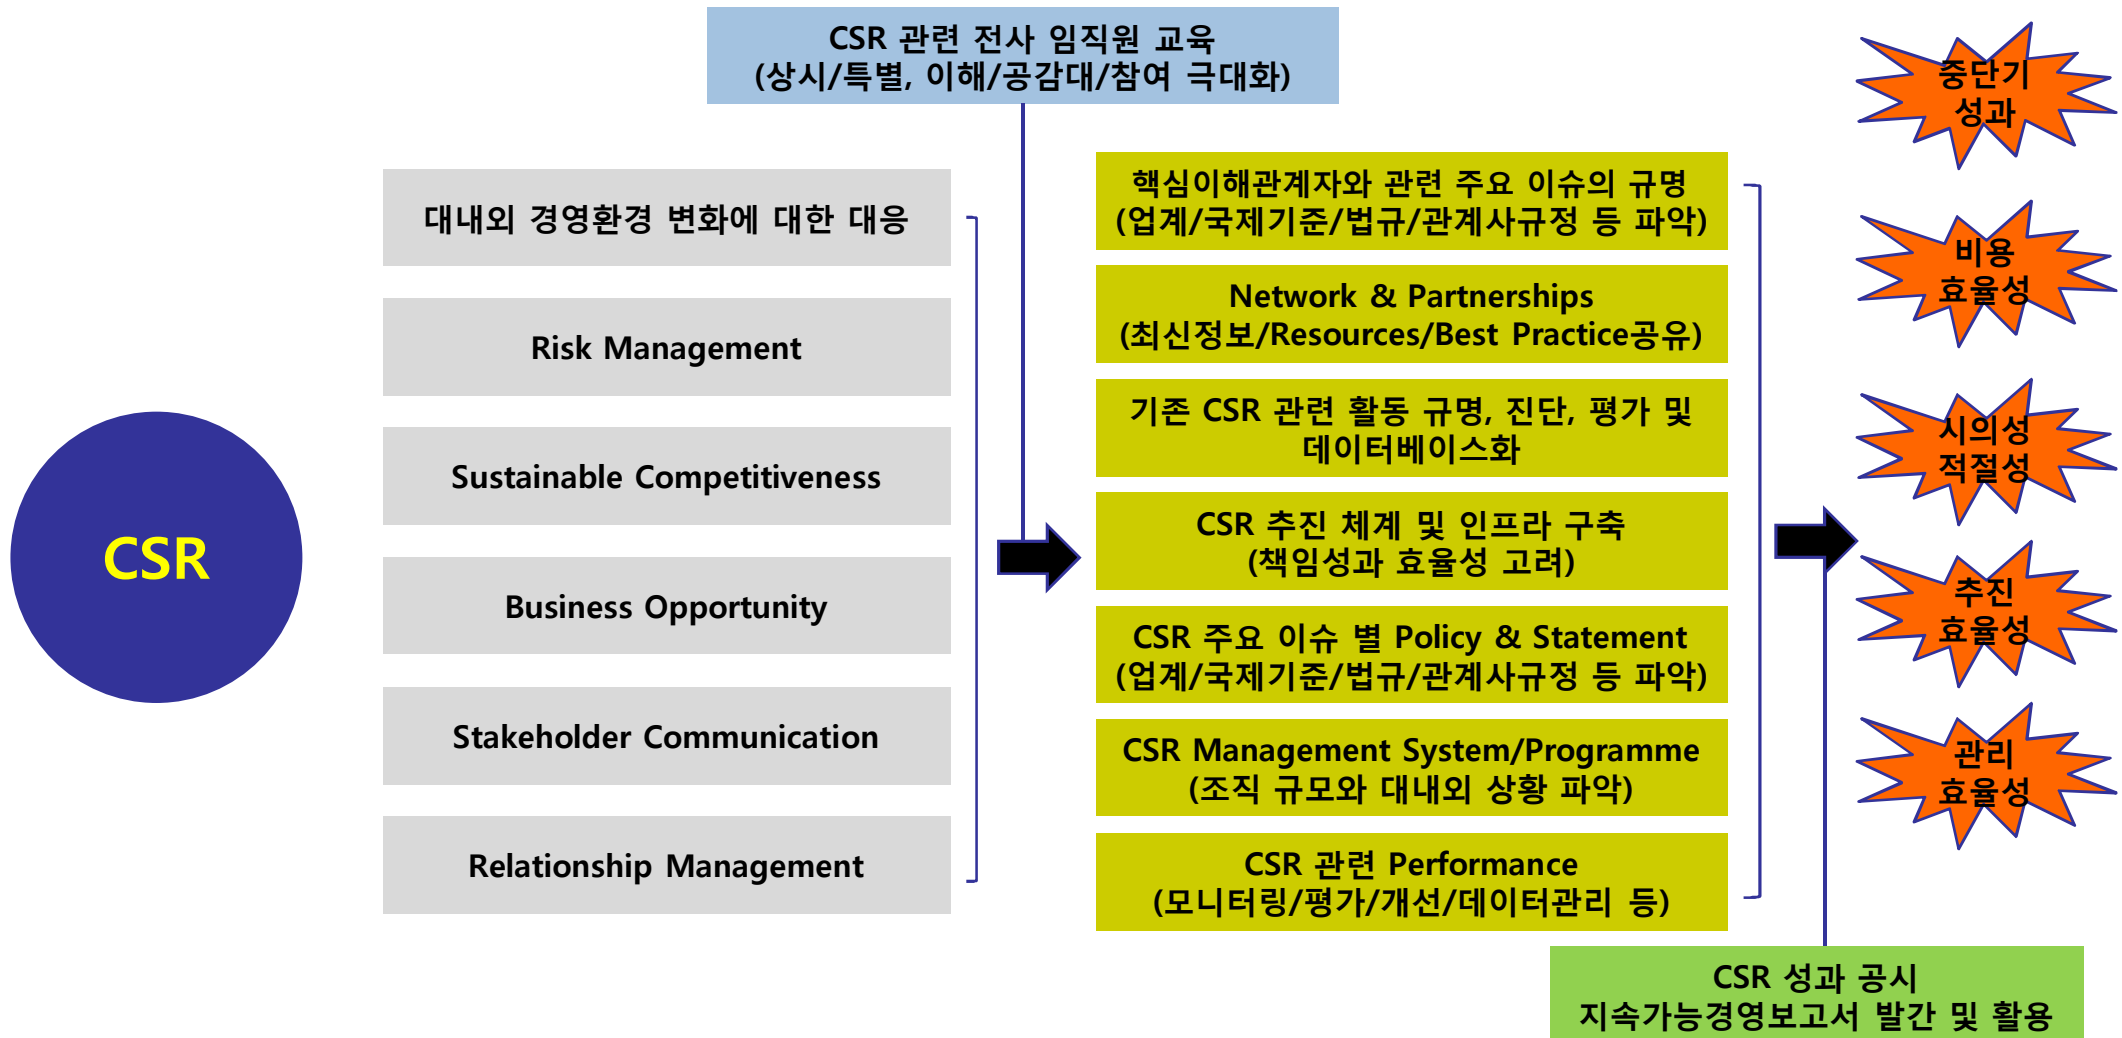 CSR 관련 전사 임직원 교육
(상시/특별, 이해/공감대/참여 극대화)
CSR
대내외 경영환경 변화에 대한 대응
Risk Management
Sustainable Competitiveness
Business Opportunity
Stakeholder Communication
Relationship Management
핵심이해관계자와 관련 주요 이슈의 규명
(업계/국제기준/법규/관계사규정 등 파악)
Network & Partnerships
(최신정보/Resources/Best Practice공유)
기존 CSR 관련 활동 규명, 진단, 평가 및
데이터베이스화
CSR 추진 체계 및 인프라 구축
(책임성과 효율성 고려)
CSR 주요 이슈 별 Policy & Statement
(업계/국제기준/법규/관계사규정 등 파악)
CSR Management System/Programme
(조직 규모와 대내외 상황 파악)
CSR 관련 Performance
(모니터링/평가/개선/데이터관리 등)
중단기
성과
비용
효율성
시의성
적절성
추진
효율성
관리
효율성
CSR 성과 공시
지속가능경영보고서 발간 및 활용